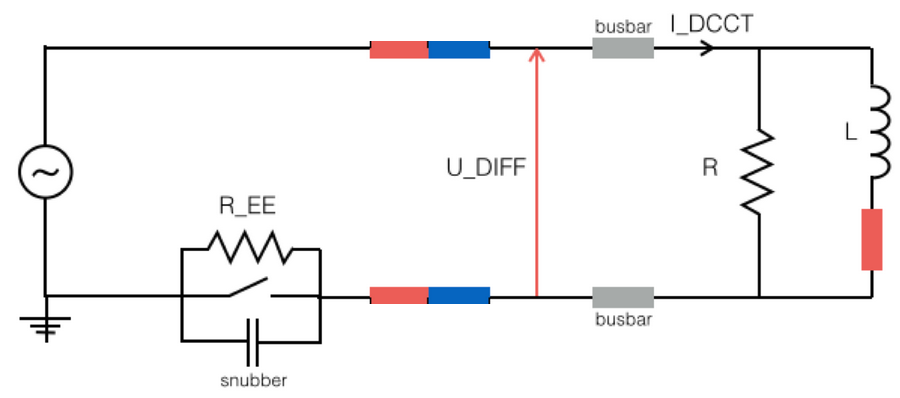 busbar
I_DCCT
U_DIFF
R
L
R_EE
busbar
snubber